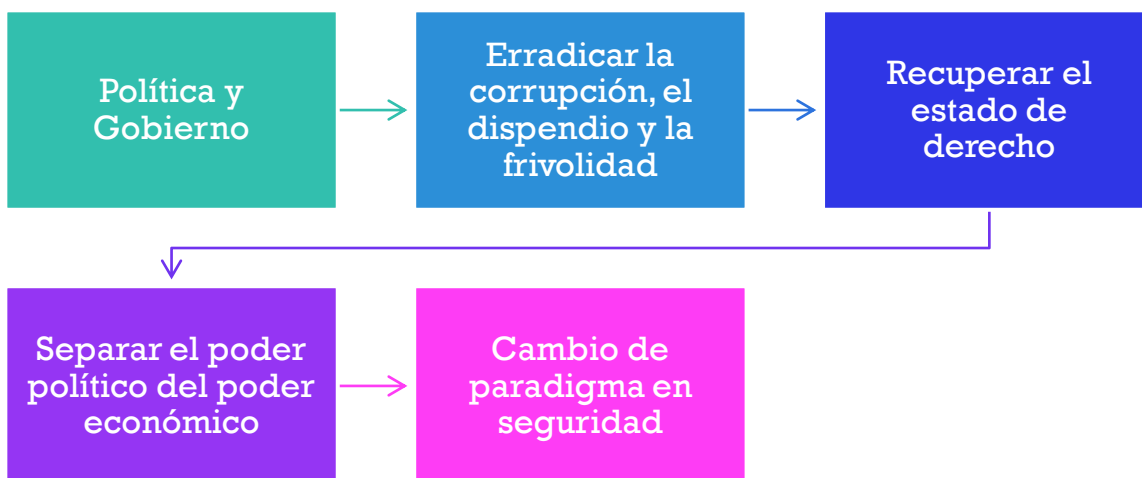 Política y
Gobierno
Erradicar la
corrupción, el
dispendio y la
frivolidad
Recuperar el
estado de
derecho
Separar el poder
político del poder
económico
Cambio de
paradigma en
seguridad